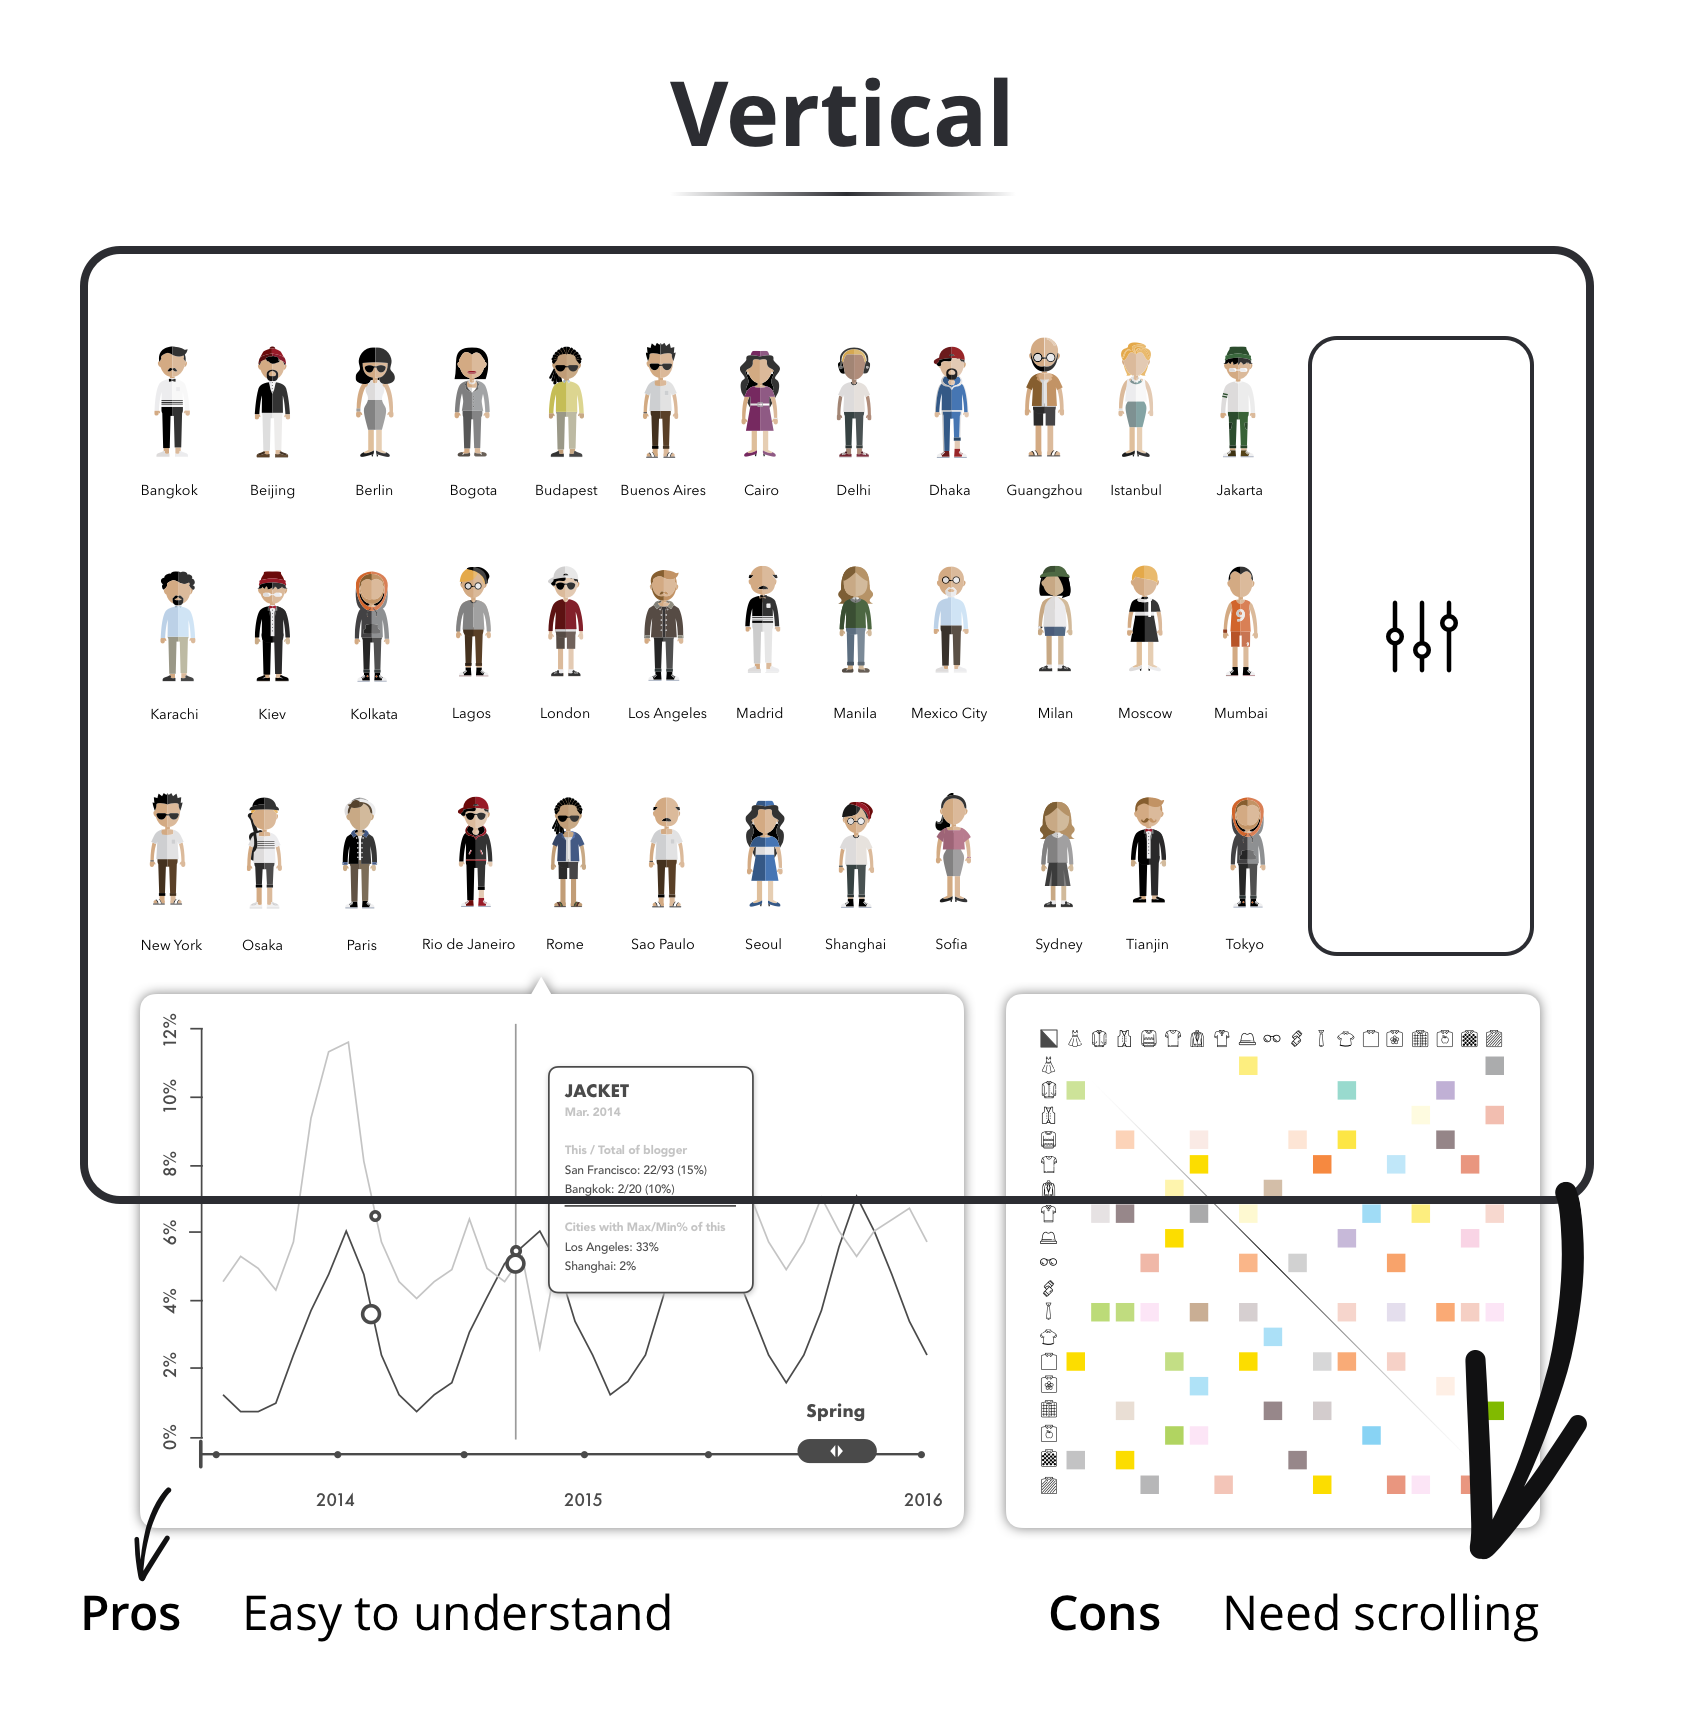 Vertical
Bangkok Beijing Berlin Bogota Budapest Buenos Aires Cairo Delhi Dhaka Guangzhou Istanbul Jakarta
Karachi Kiev Kolkata Lagos London Los Angeles Madrid Manila Mexico City Milan Moscow Mumbai
9
New York Osaka Paris Rio de Janeiro Rome Sao Paulo Seoul Shanghai Sofia Sydney Tianjin Tokyo
12%
10%
8%
6%
4%
2%
0%
JACKET
Mar. 2014
This / Total of blogger
San Francisco: 22/93 (15%)
Bangkok: 2/20 (10%)
Cities with Max/Min% of this
Los Angeles: 33%
Shanghai: 2%
Spring
2014 2015 2016
Pros Easy to understand
Cons Need scrolling